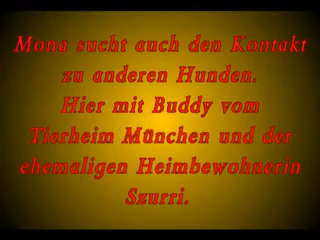 Mona sucht auch den Kontakt
zu anderen Hunden.
Hier mit Buddy vom
Tierheim München und der
ehemaligen Heimbewohnerin
Szurri.